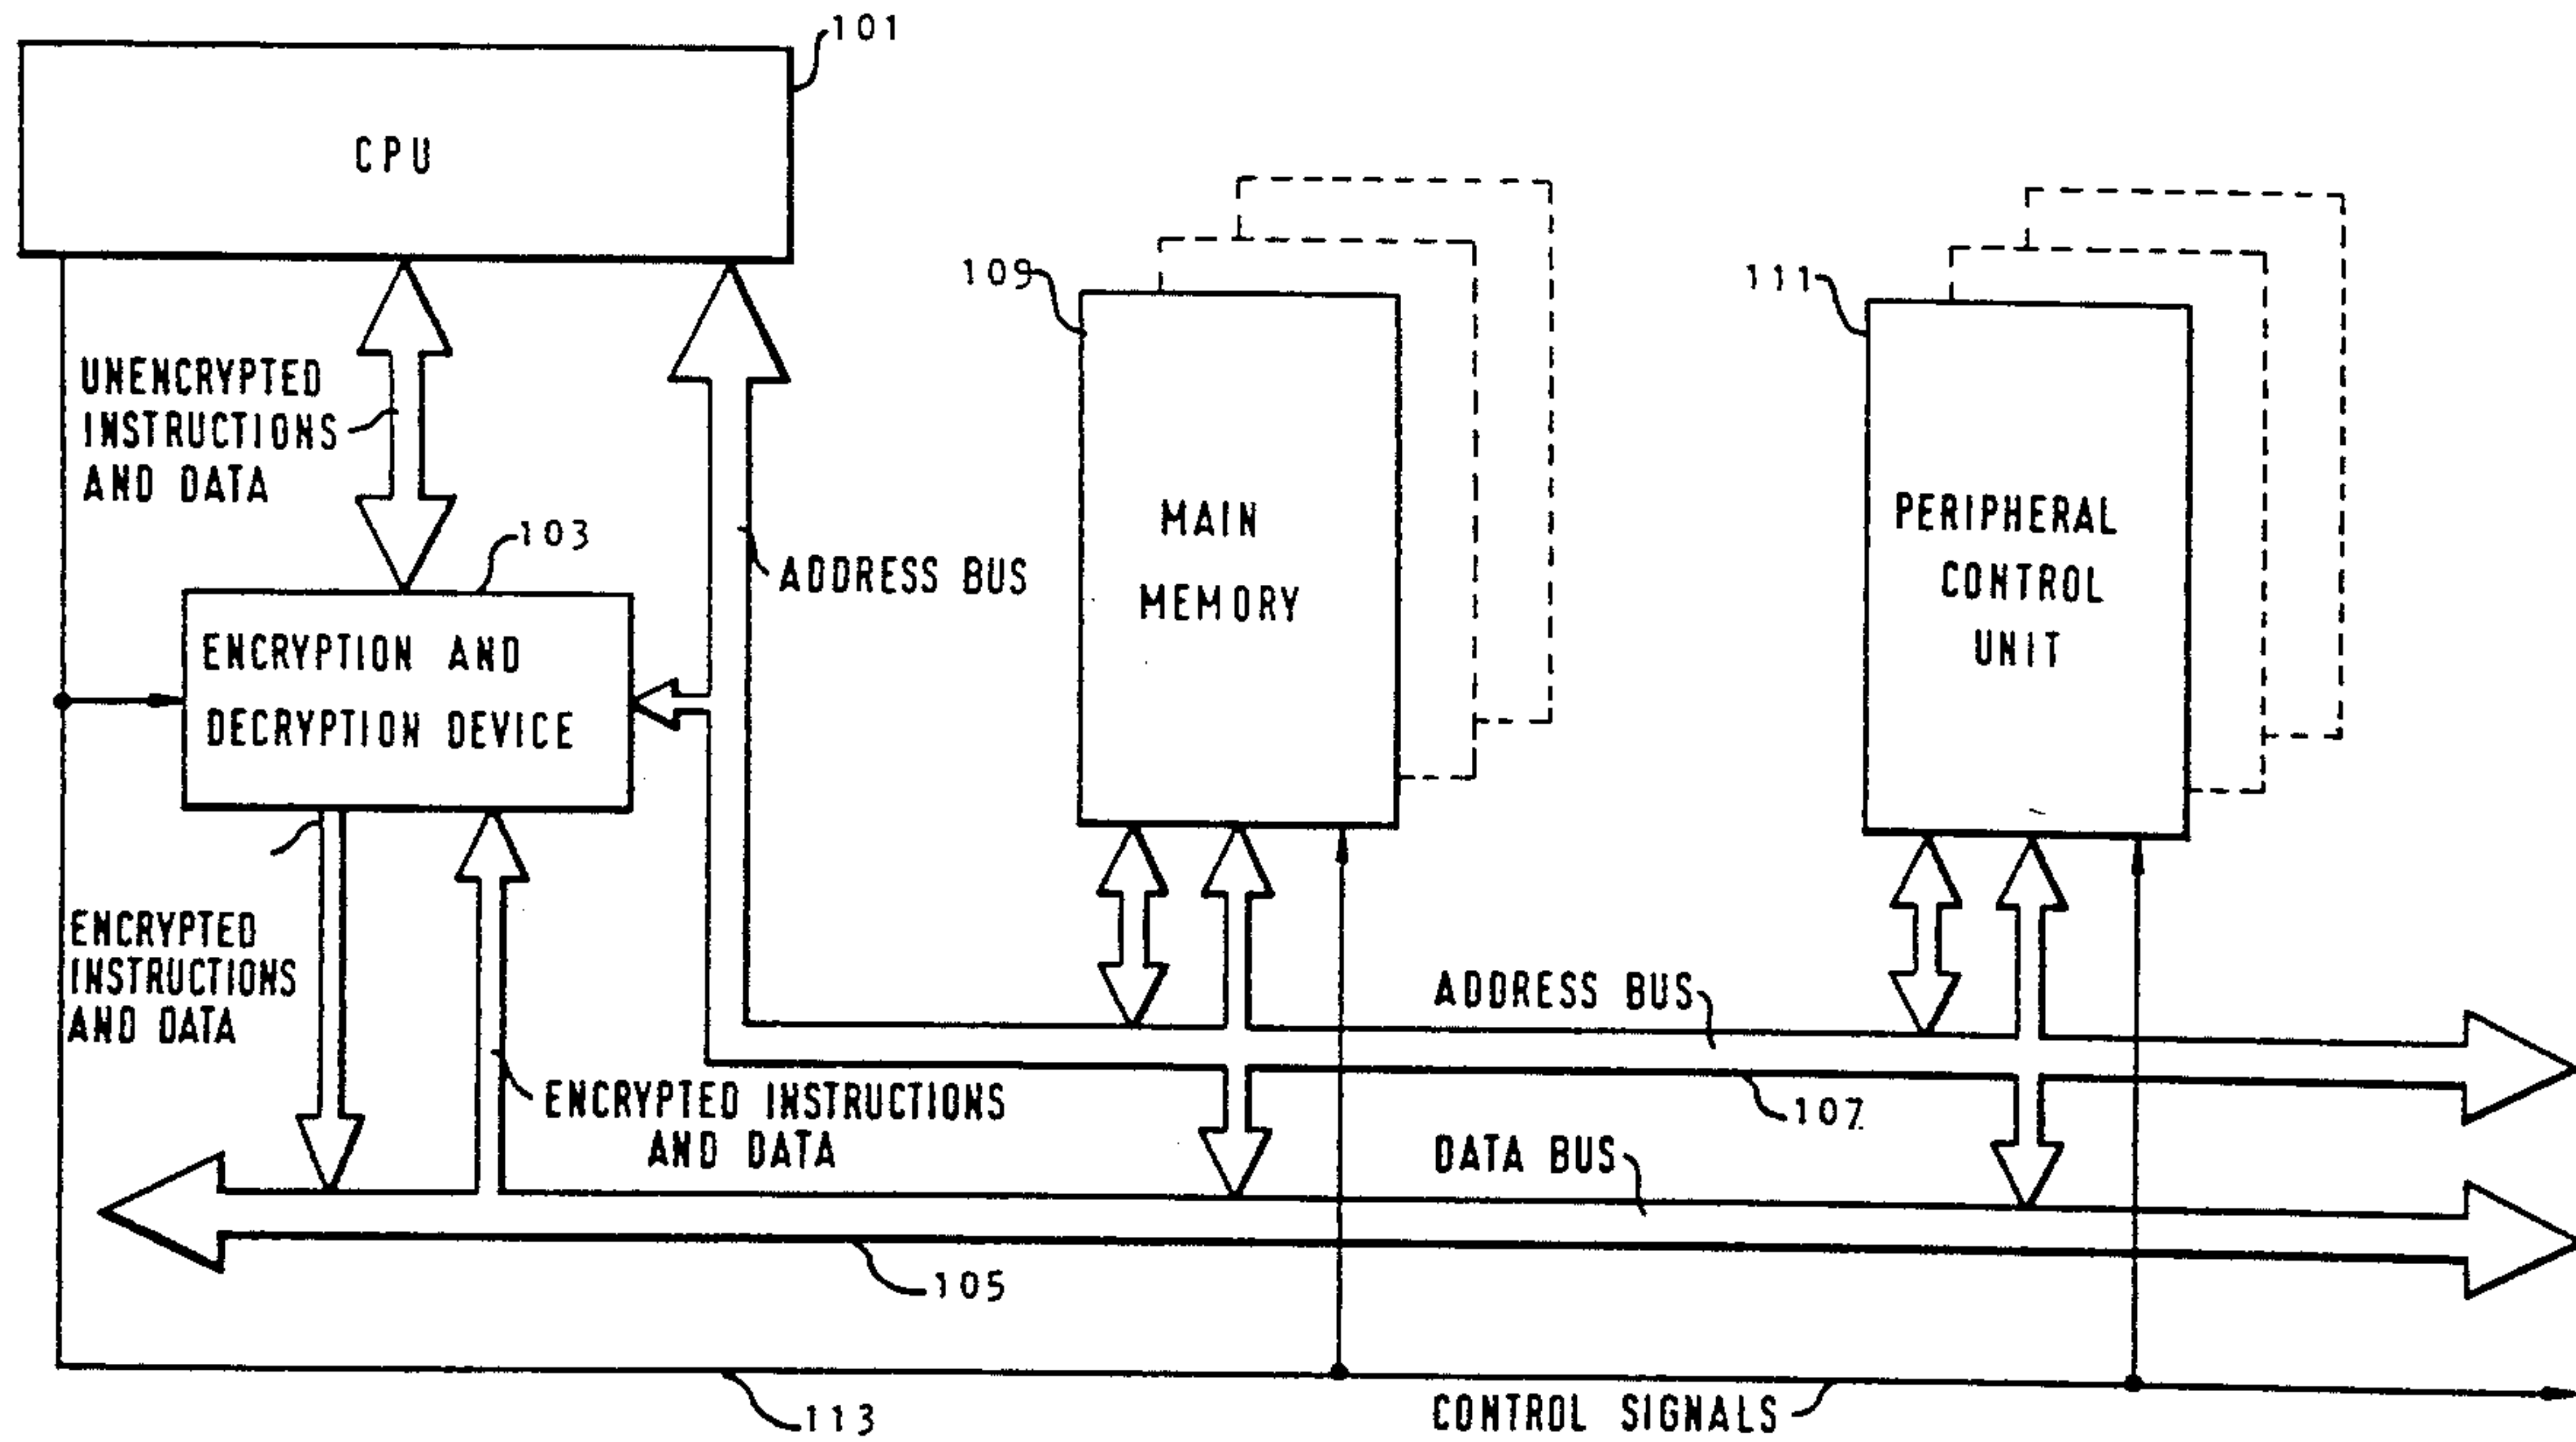 101
CPU
109
111
UNENCRYPTED
INSTRUCTIONS
AND DATA
103
ADDRESS BUS
MAIN
MEMORY
PERIPHERAL
CONTROL
UNIT
ENCRYPTION AND
DECRYPTION DEVICE
ENCRYPTED
INSTRUCTIONS
AND DATA
ADDRESS BUS
ENCRYPTED INSTRUCTIONS
AND DATA
107
DATA BUS
105
113
CONTROL SIGNALS